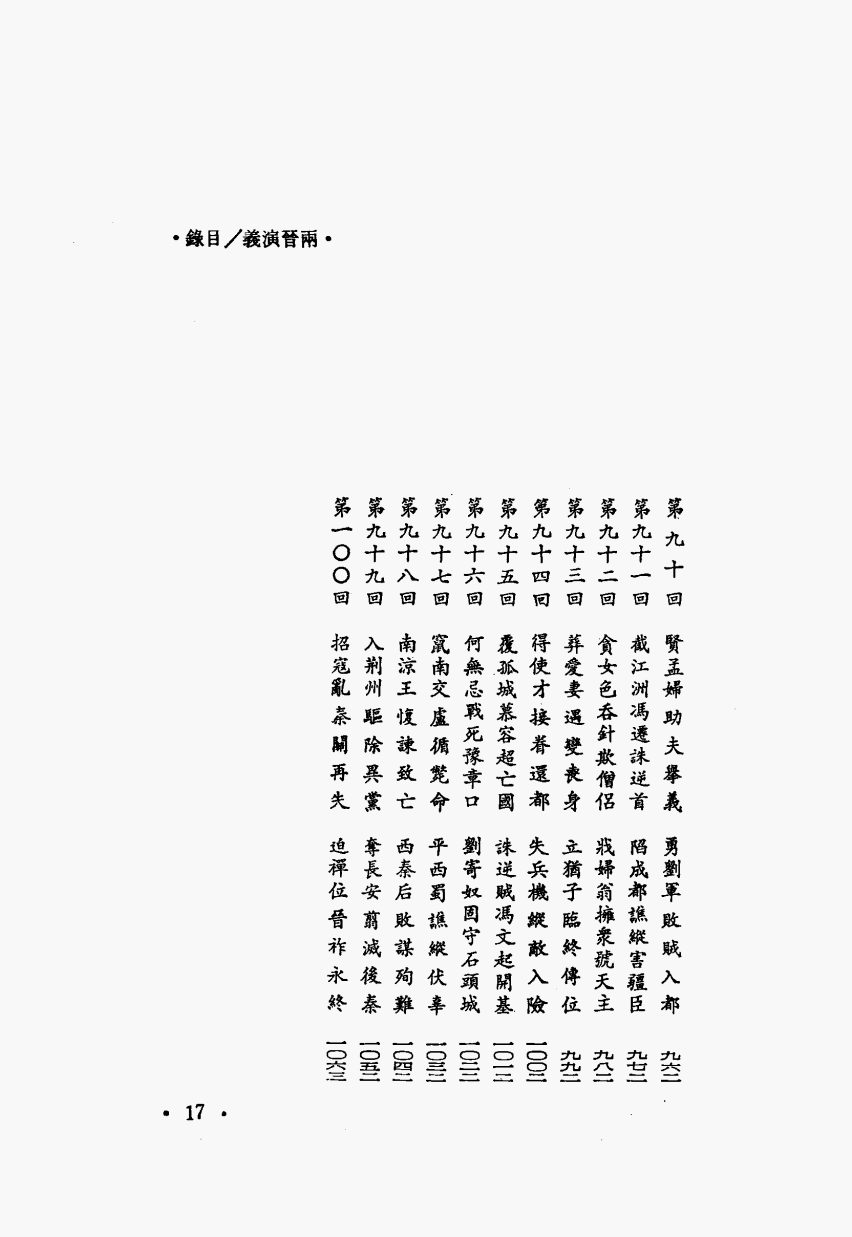 •錄目／義演晉兩•
第九十回 賢孟婦助夫舉義 勇劉軍敗賊入都 九六二
第九十一回 截江洲馮遷誅逆首 陷成都譙縱害疆臣 九七二
第九十二回 貪女色吞針欺僧侶 戕婦翁擁衆號天主 九八二
第九十三回 葬愛妻遇變喪身 立猶子臨終傳位 九九二
第九十四回 得使才接眷還都 失兵機縱敵入險 一〇〇二
第九十五回 覆孤城慕容超亡國 誅逆賊馮文起開基 一〇一二
第九十六回 何無忌戰死豫章口 劉寄奴固守石頭城 一〇二二
第九十七回 竄南交盧循斃命 平西蜀譙縱伏辜 一〇三二
第九十八回 南涼王愎諫致亡 西秦后敗謀殉難 一〇四二
第九十九回 入荆州驅除異黨 奪長安翦滅後秦 一〇五二
第一〇〇回 招寇亂秦關再失 迫禪位晉祚永終 一〇六三
• 17 •